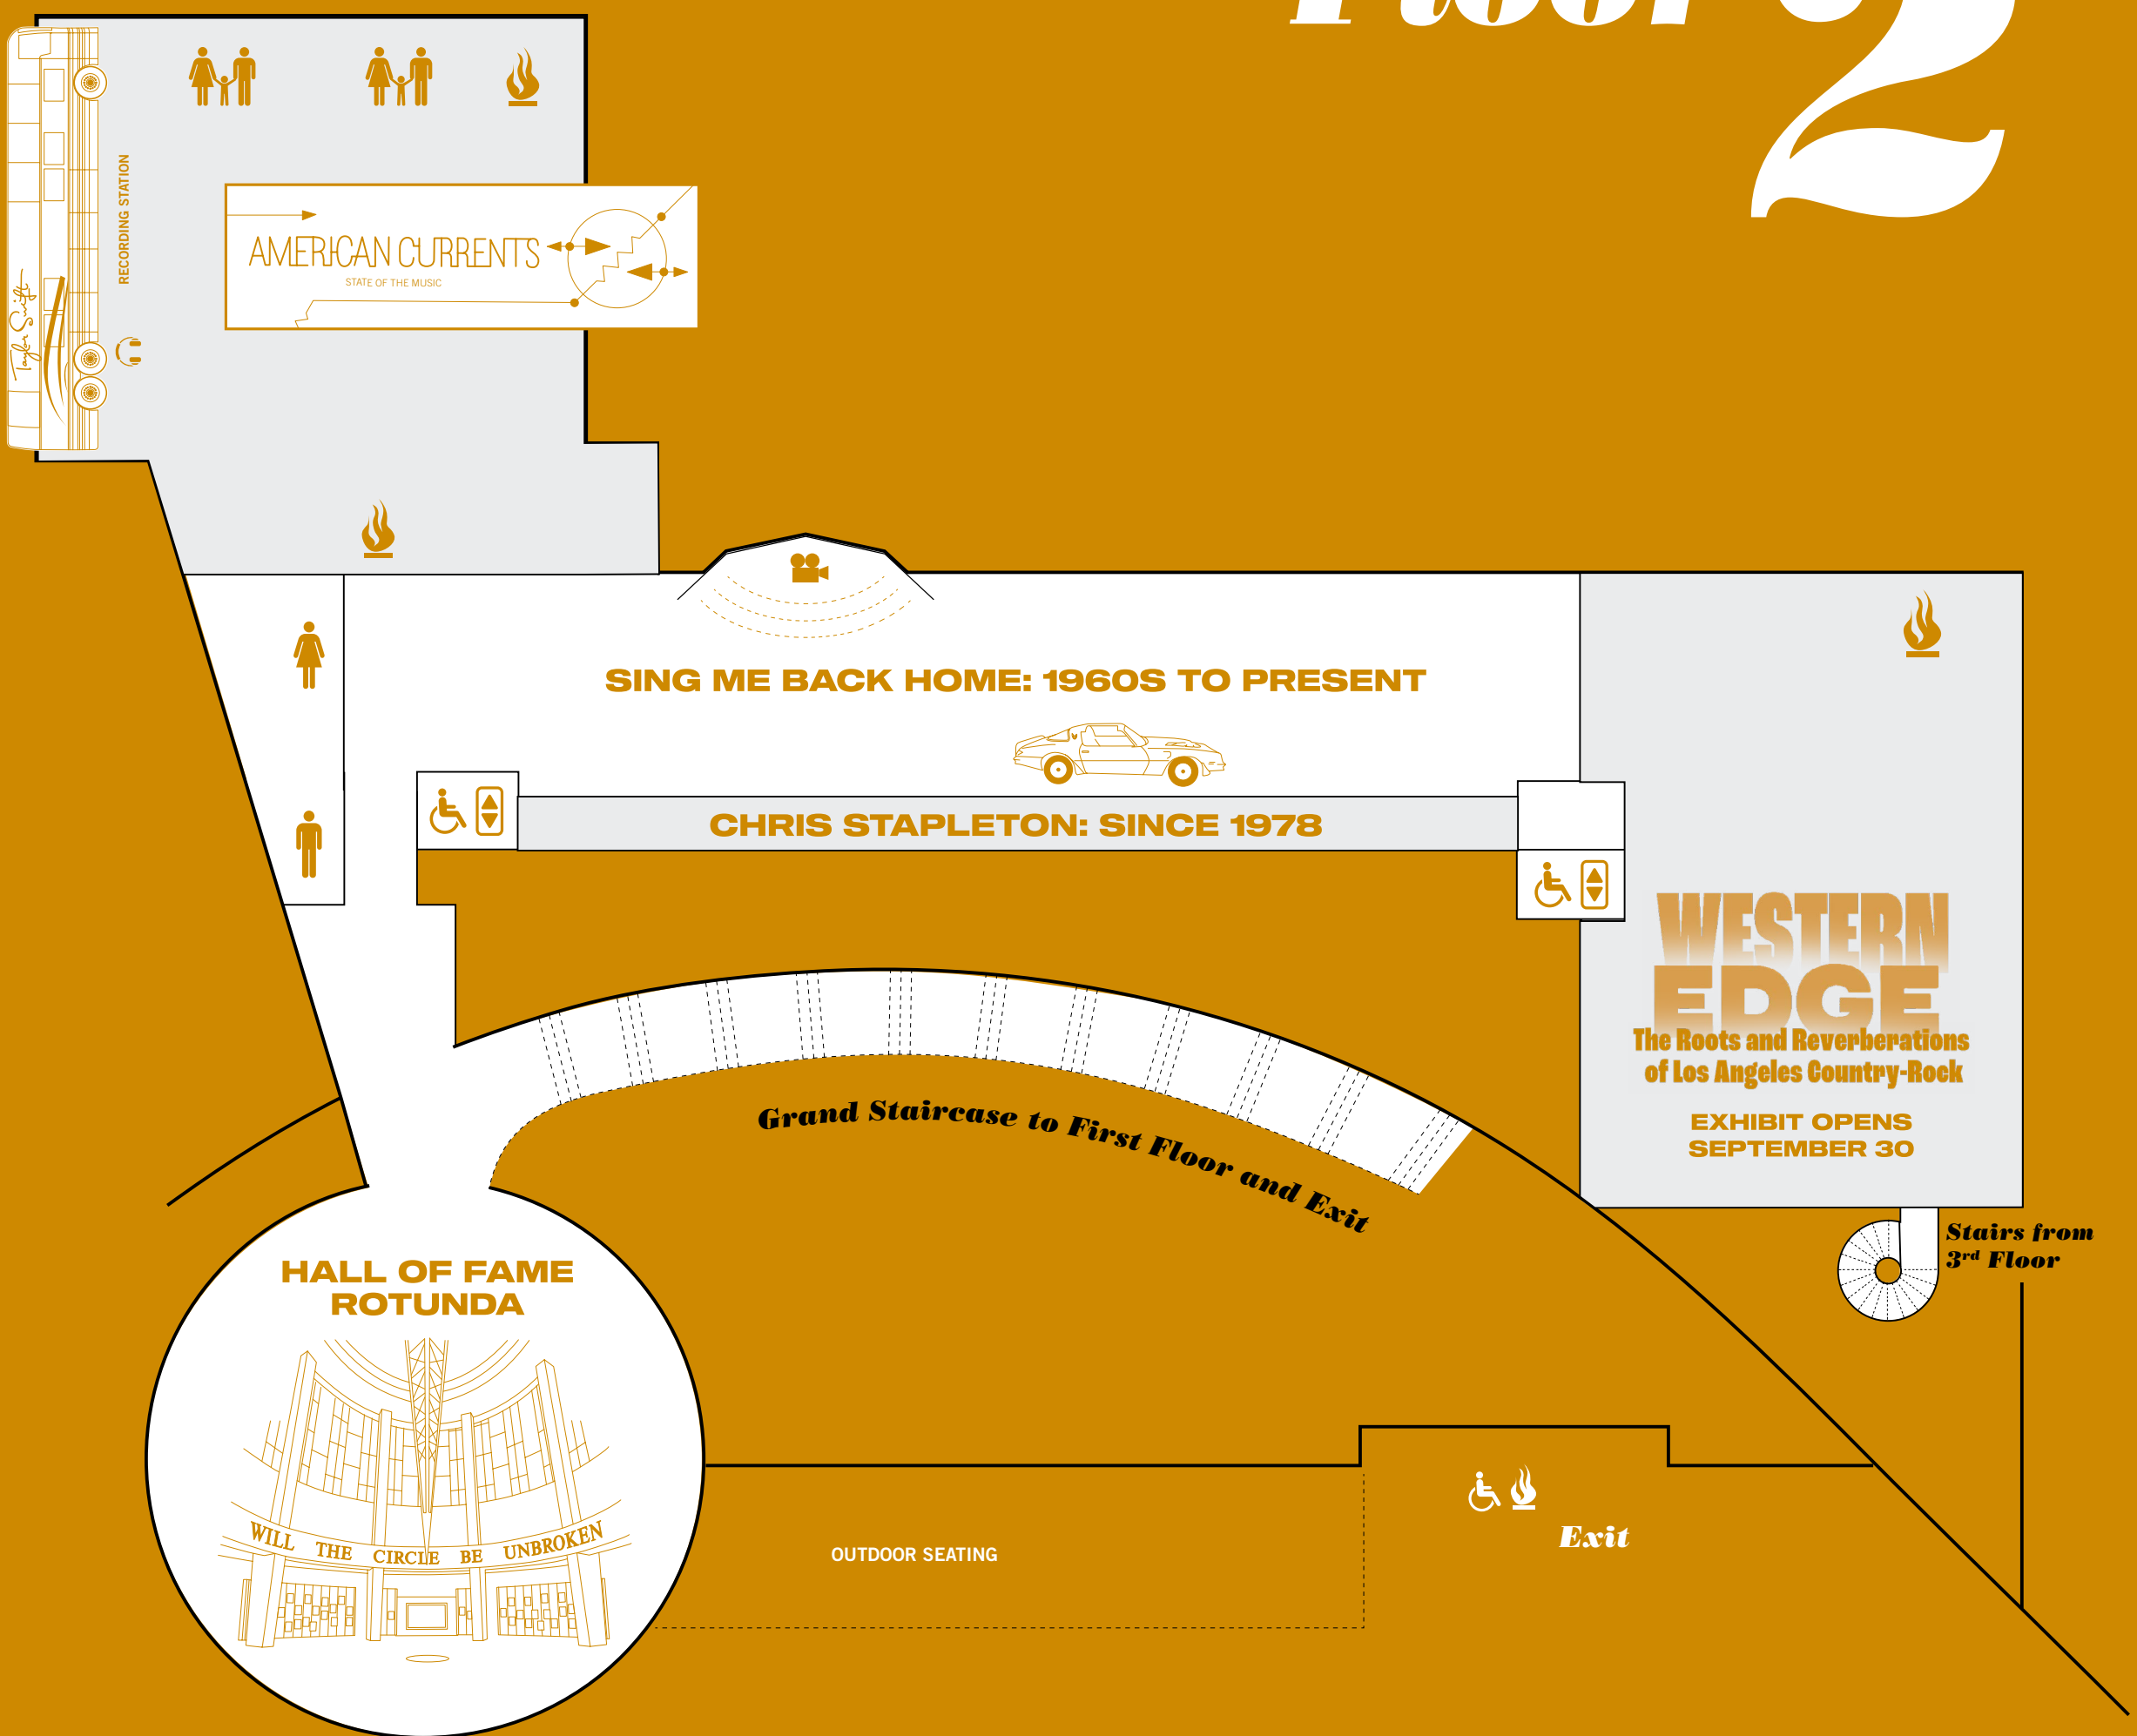 Floor 2
RECORDING STATION
Taylor Swift
AMERICAN CURRENTS
STATE OF THE MUSIC
SING ME BACK HOME: 1960S TO PRESENT
CHRIS STAPLETON: SINCE 1978
WESTERN
EDGE
The Roots and Reverberations
of Los Angeles Country-Rock
EXHIBIT OPENS
SEPTEMBER 30
Grand Staircase to First Floor and Exit
Stairs from
3rd Floor
HALL OF FAME
ROTUNDA
WILL THE CIRCLE BE UNBROKEN
OUTDOOR SEATING
Exit